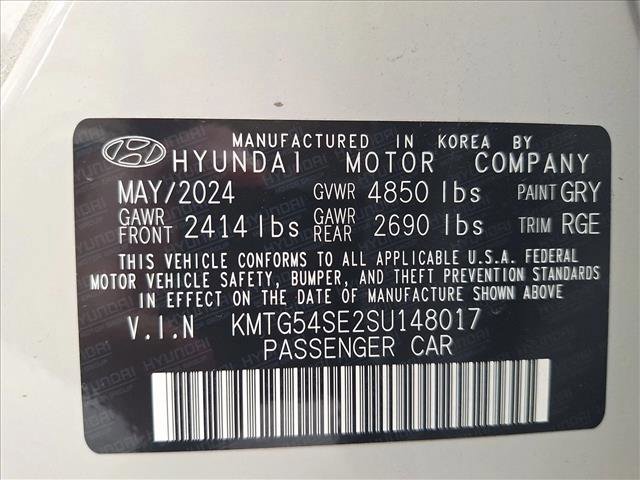 MANUFACTURED IN KOREA BY
HYUNDAI MOTOR COMPANY
MAY/2024 GVWR 4850 lbs PAINT GRY
GAWR FRONT 2414 lbs GAWR REAR 2690 lbs TRIM RGE
THIS VEHICLE CONFORMS TO ALL APPLICABLE U.S.A. FEDERAL
MOTOR VEHICLE SAFETY, BUMPER, AND THEFT PREVENTION STANDARDS
IN EFFECT ON THE DATE OF MANUFACTURE SHOWN ABOVE
V.I.N KMTG54SE2SU148017
PASSENGER CAR